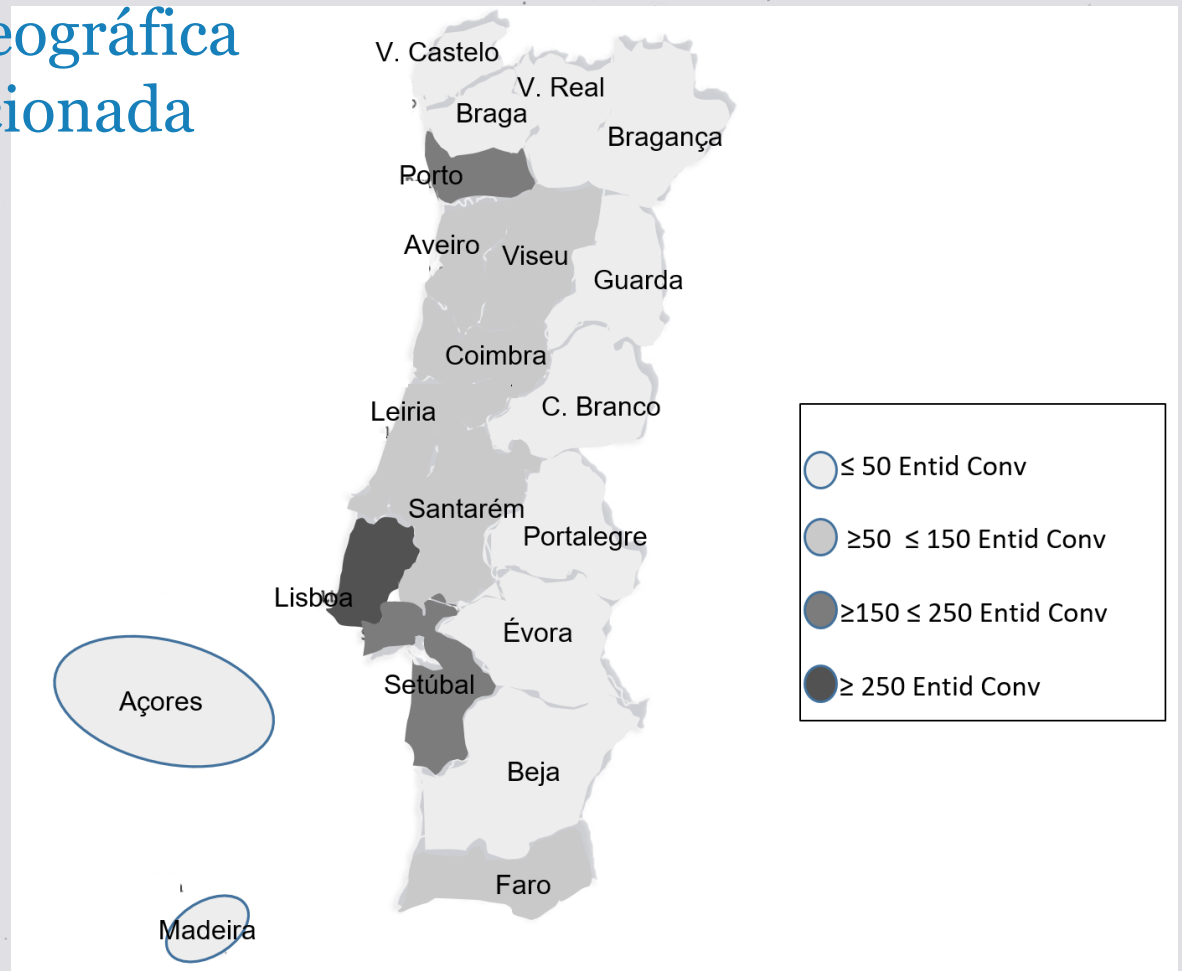 eográfica
cionada
V. Castelo
V. Real
Braga
Bragança
Porto
Aveiro
Viseu
Guarda
Coimbra
Leiria
C. Branco
Santarém
Portalegre
Lisboa
Évora
Setúbal
Açores
Beja
Faro
Madeira
≤ 50 Entid Conv
≥50 ≤ 150 Entid Conv
≥150 ≤ 250 Entid Conv
≥ 250 Entid Conv